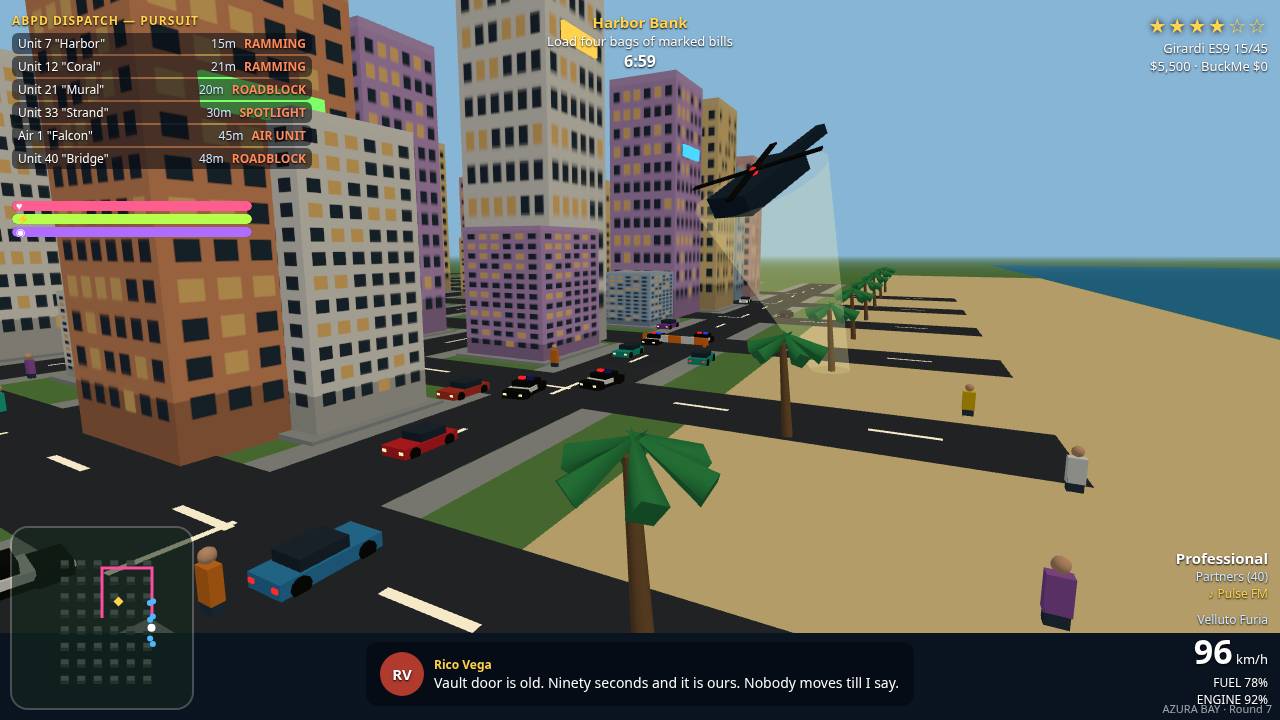 ABPD DISPATCH — PURSUIT
Unit 7 "Harbor" 15m RAMMING
Unit 12 "Coral" 21m RAMMING
Unit 21 "Mural" 20m ROADBLOCK
Unit 33 "Strand" 30m SPOTLIGHT
Air 1 "Falcon" 45m AIR UNIT
Unit 40 "Bridge" 48m ROADBLOCK
Harbor Bank
Load four bags of marked bills
6:59
★★★★☆☆
Girardi ES9 15/45
$5,500 · BuckMe $0
Professional
Partners (40)
♪ Pulse FM
Velluto Furia
96 km/h
FUEL 78%
ENGINE 92%
AZURA BAY · Round 7
RV
Rico Vega
Vault door is old. Ninety seconds and it is ours. Nobody moves till I say.